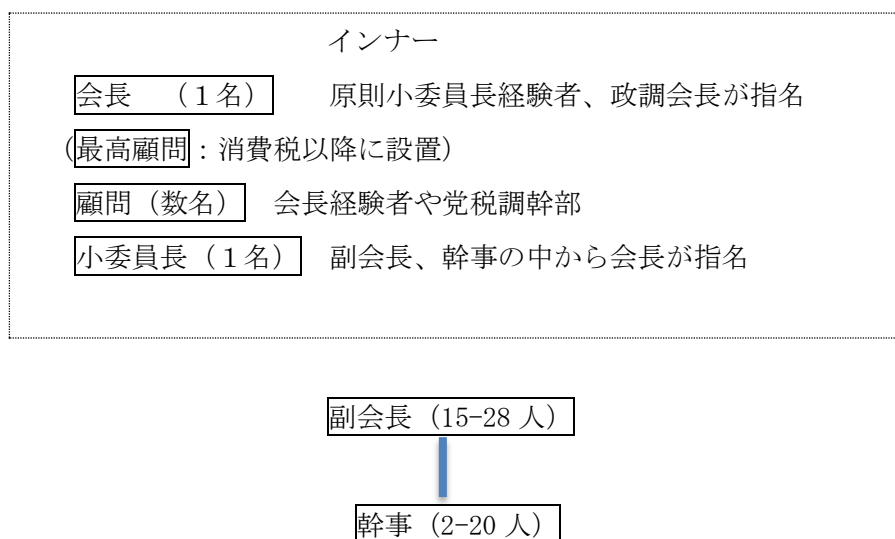 インナー
会長　（１名）　原則小委員長経験者、政調会長が指名
（最高顧問：消費税以降に設置）
顧問（数名）　会長経験者や党税調幹部
小委員長（１名）　副会長、幹事の中から会長が指名
副会長（15-28 人）
幹事（2-20 人）